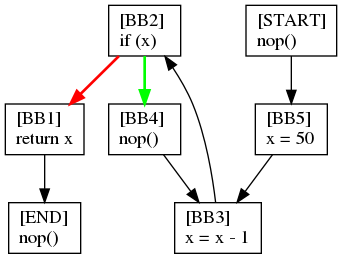 [BB2]
if (x)
[START]
nop()
[BB1]
return x
[BB4]
nop()
[BB5]
x = 50
[END]
nop()
[BB3]
x = x - 1